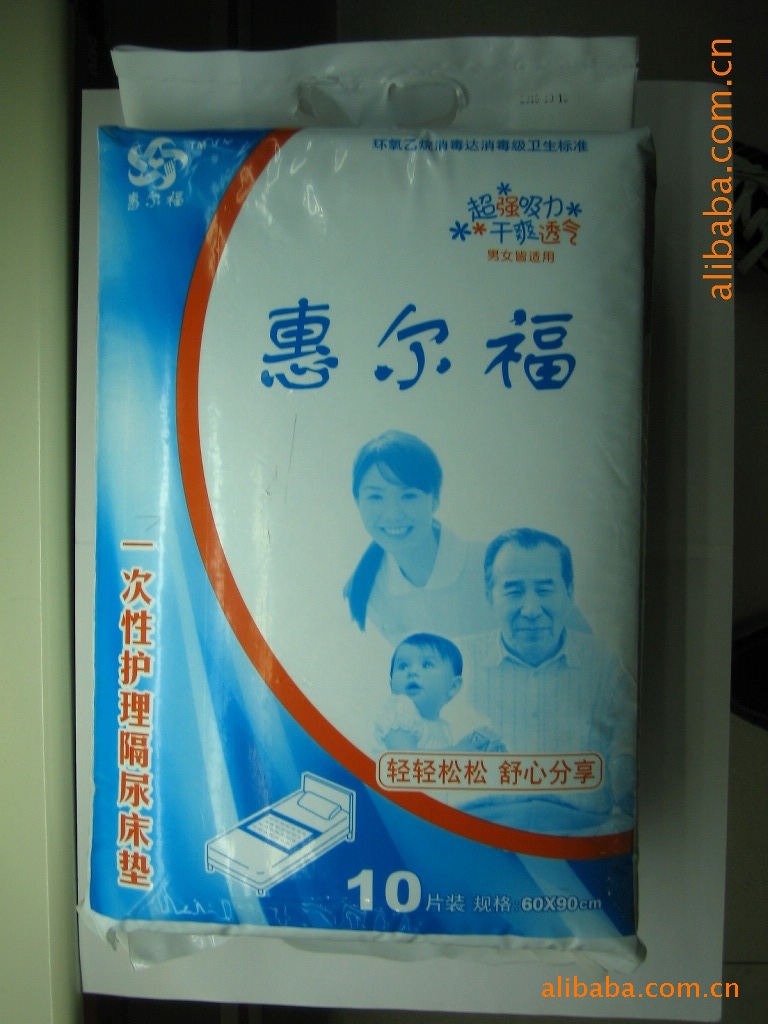 环氧乙烷消毒达消毒级卫生标准
惠尔福
超强吸力
干爽透气
男女皆适用
惠尔福
一次性护理隔尿床垫
轻轻松松 舒心分享
10片装 规格:60X90cm
alibaba.com.cn
alibaba.com.cn